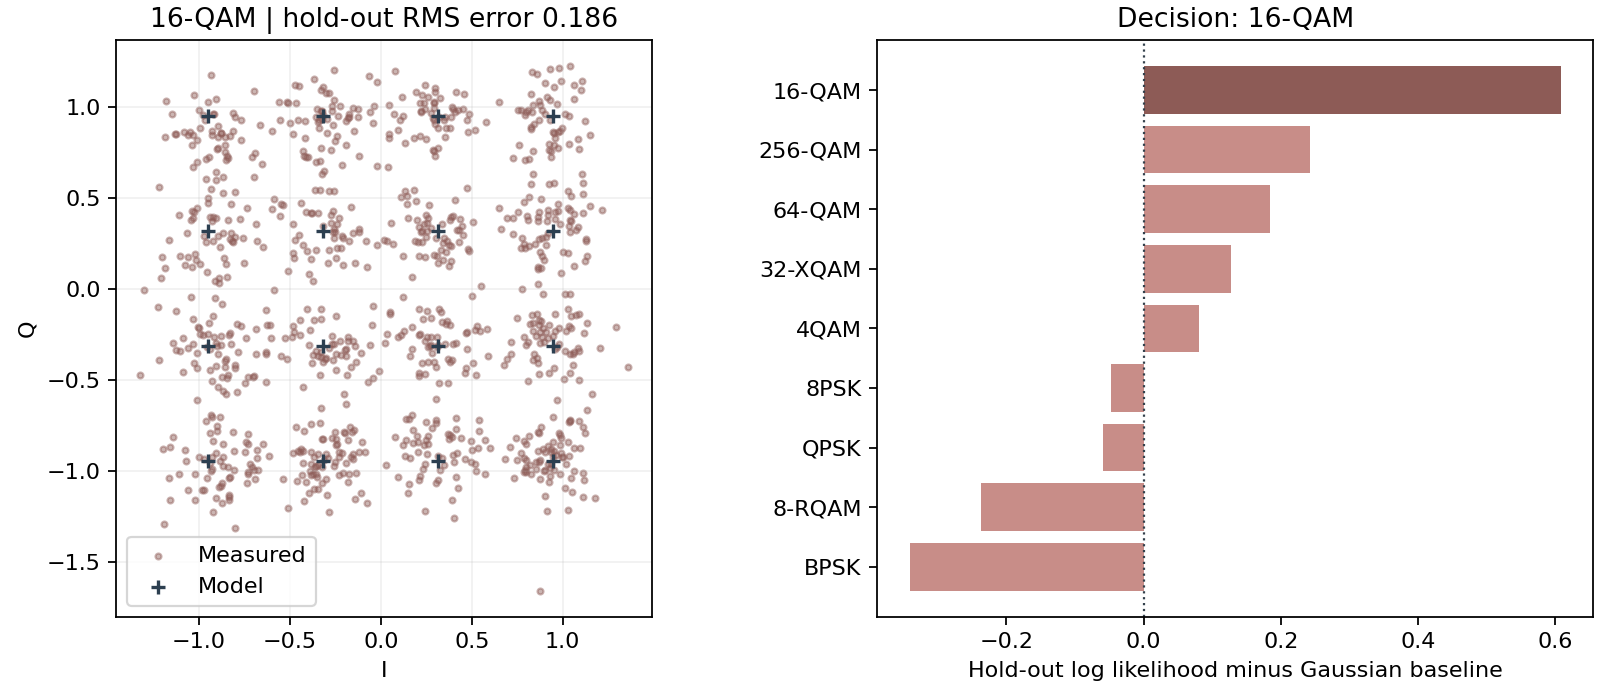 16-QAM | hold-out RMS error 0.186
1.0
0.5
0.0
−0.5
−1.0
−1.5
Q
−1.0
−0.5
0.0
0.5
1.0
I
Measured
Model
Decision: 16-QAM
16-QAM
256-QAM
64-QAM
32-XQAM
4QAM
8PSK
QPSK
8-RQAM
BPSK
−0.2
0.0
0.2
0.4
0.6
Hold-out log likelihood minus Gaussian baseline